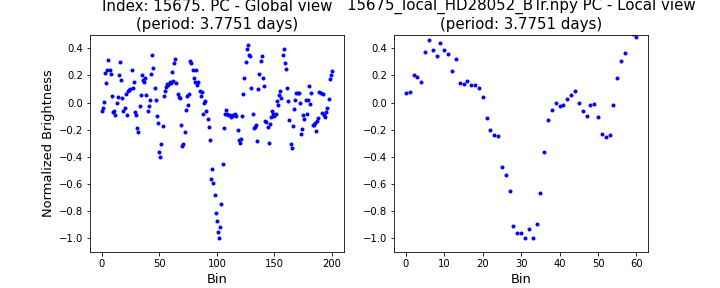 Index: 15675. PC - Global view
(period: 3.7751 days)
15675_local_HD28052_BTr.npy PC - Local view
(period: 3.7751 days)
Normalized Brightness
0.4
0.2
0.0
−0.2
−0.4
−0.6
−0.8
−1.0
0 50 100 150 200
Bin
0.4
0.2
0.0
−0.2
−0.4
−0.6
−0.8
−1.0
0 10 20 30 40 50 60
Bin